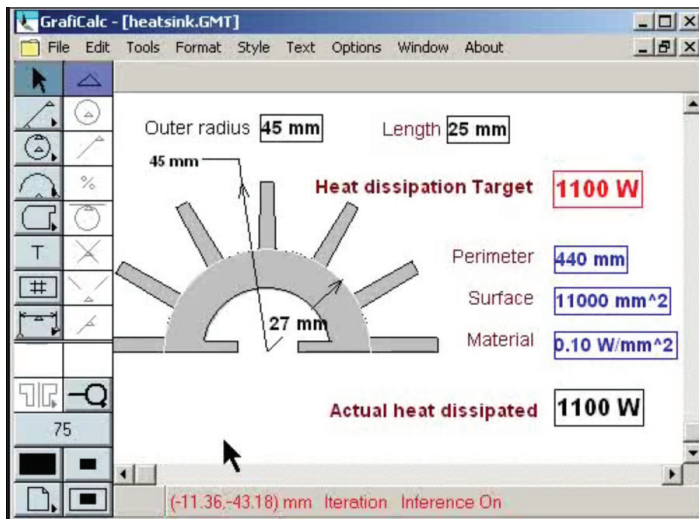 GrafiCalc - [heatsink.GMT]
File Edit Tools Format Style Text Options Window About
Outer radius 45 mm Length 25 mm
45 mm
Heat dissipation Target 1100 W
Perimeter 440 mm
Surface 11000 mm^2
27 mm
Material 0.10 W/mm^2
Actual heat dissipated 1100 W
%
T
#
75
(-11.36,-43.18) mm Iteration Inference On